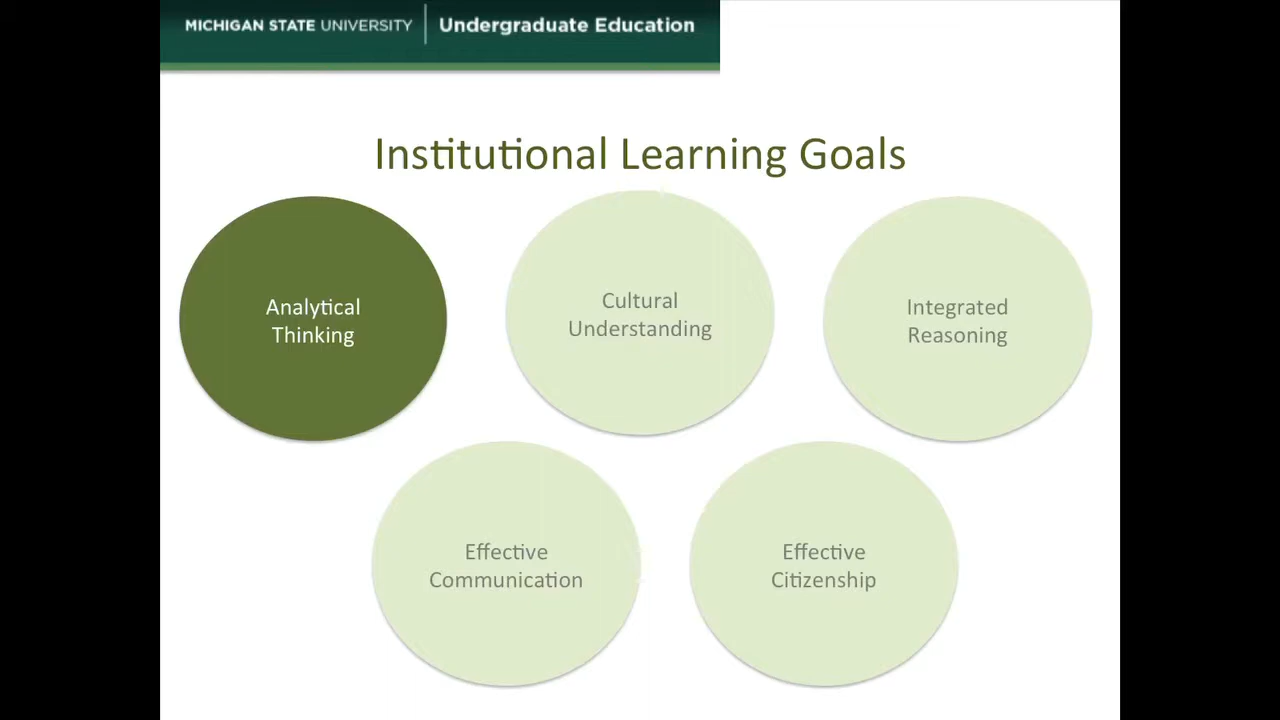 MICHIGAN STATE UNIVERSITY Undergraduate Education
Institutional Learning Goals
Analytical
Thinking
Cultural
Understanding
Integrated
Reasoning
Effective
Communication
Effective
Citizenship